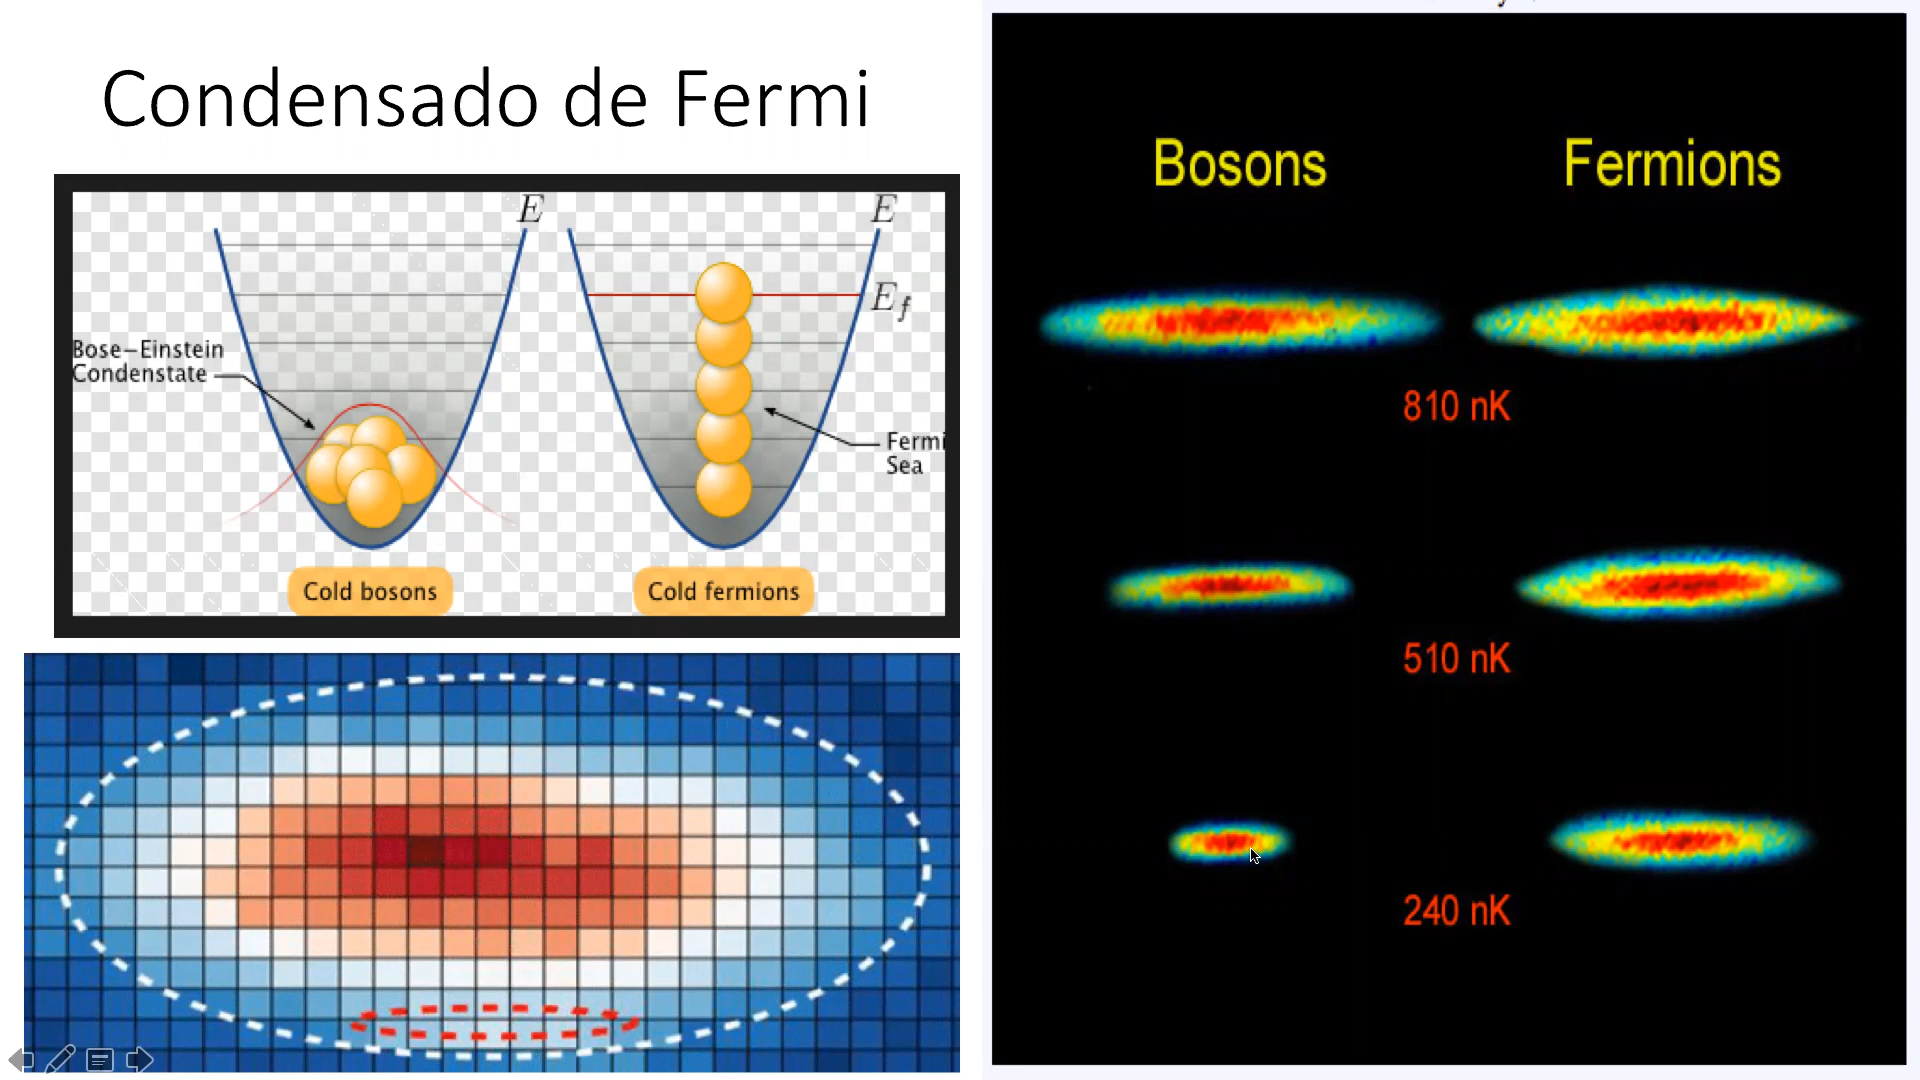 Condensado de Fermi
E
E
E_f
Bose–Einstein
Condenstate
Fermi
Sea
Cold bosons
Cold fermions
Bosons
Fermions
810 nK
510 nK
240 nK